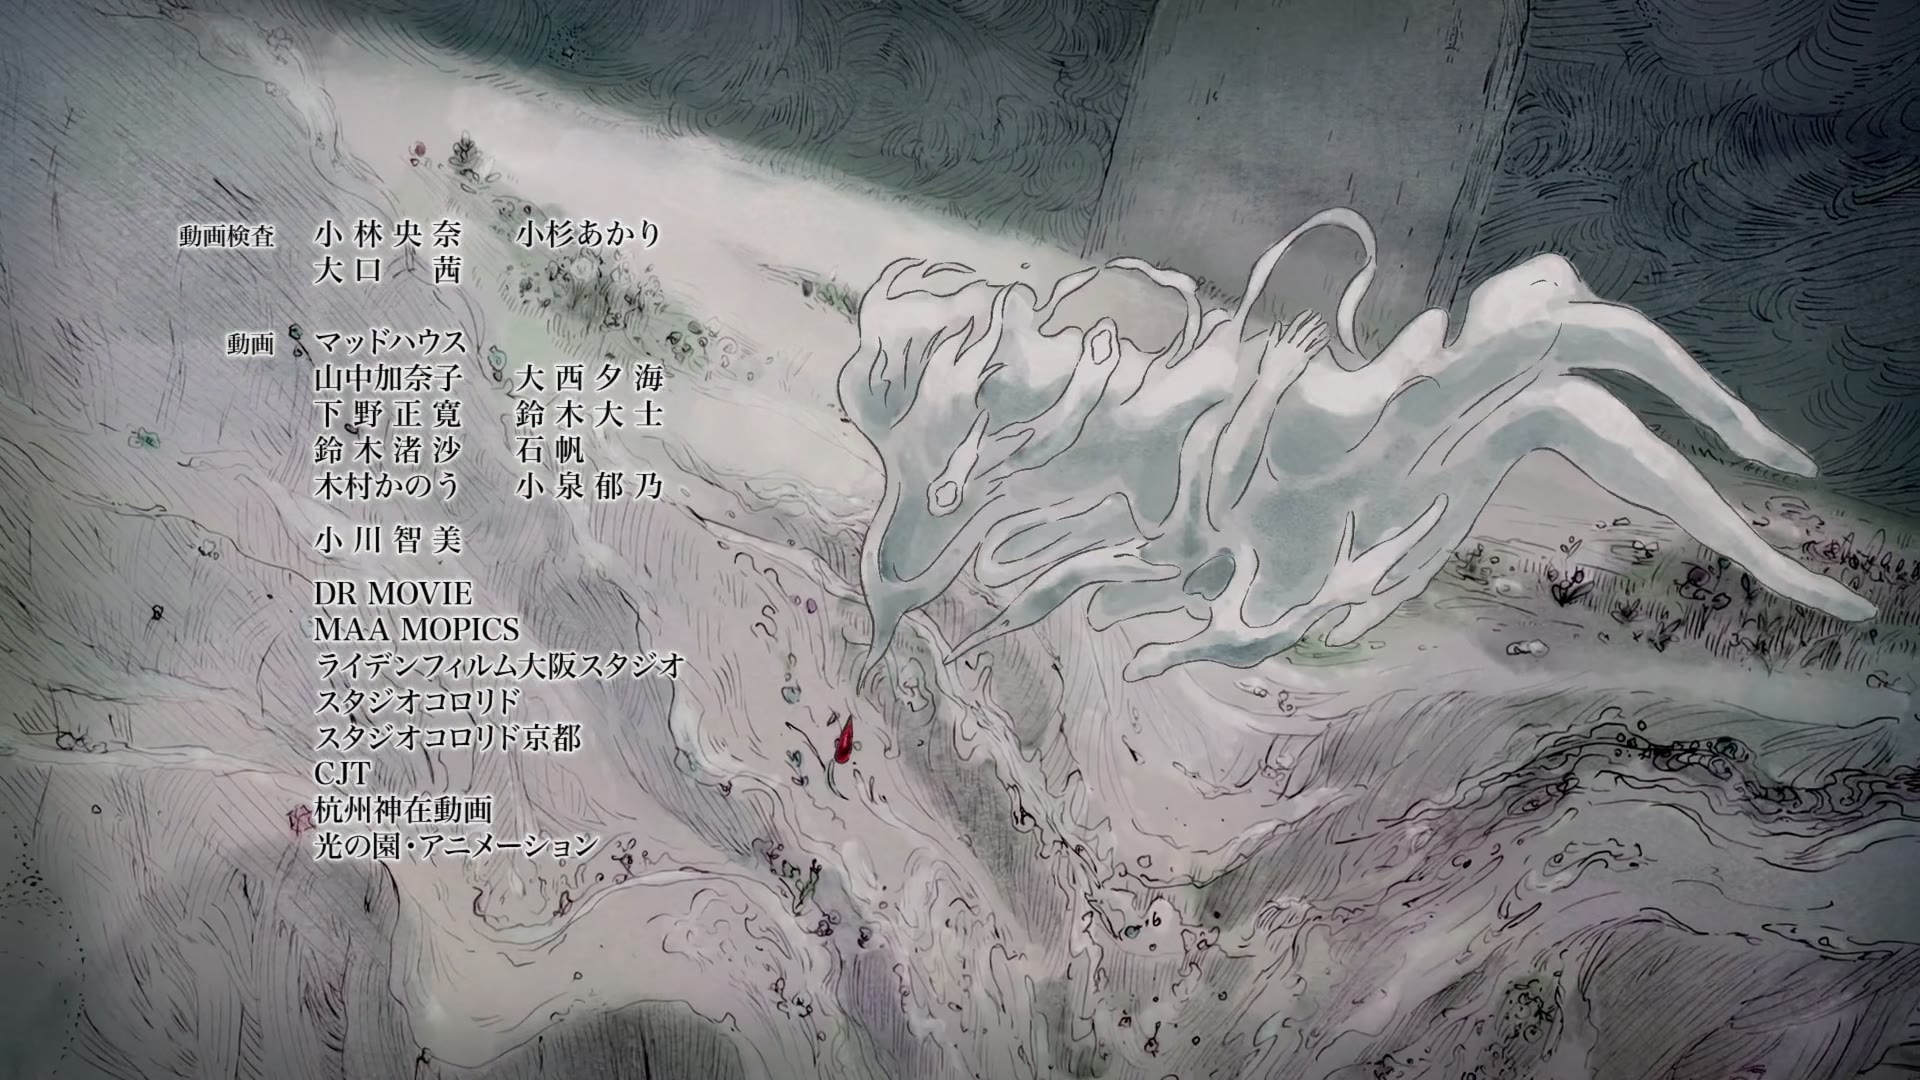 動画検査 小林央奈 小杉あかり
大口 茜
動画 マッドハウス
山中加奈子 大西夕海
下野正寛 鈴木大士
鈴木渚沙 石帆
木村かのう 小泉郁乃
小川智美
DR MOVIE
MAA MOPICS
ライデンフィルム大阪スタジオ
スタジオコロリド
スタジオコロリド京都
CJT
杭州神在動画
光の園・アニメーション